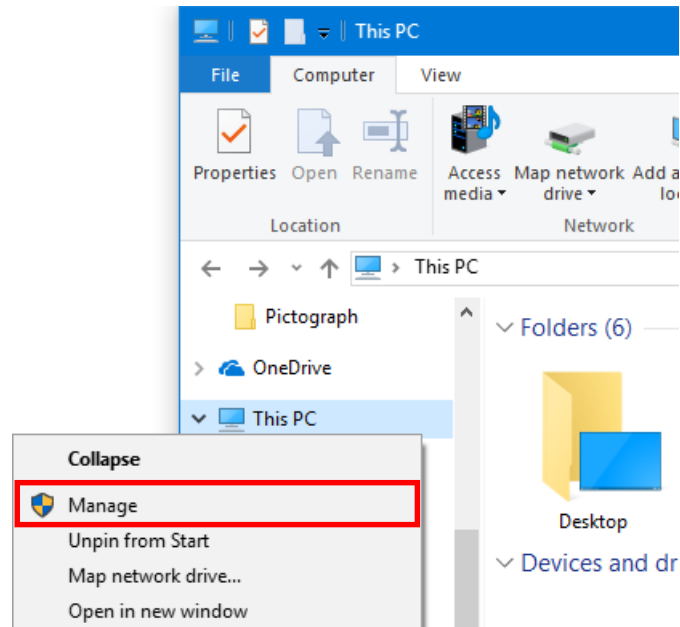 This PC
File Computer View
Properties Open Rename Access media Map network drive Add a
Location Network
This PC
Pictograph
OneDrive
This PC
Folders (6)
Desktop
Devices and dr
Collapse
Manage
Unpin from Start
Map network drive...
Open in new window